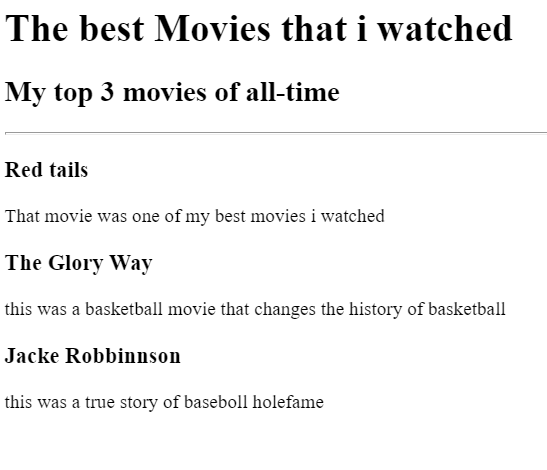 The best Movies that i watched
My top 3 movies of all-time
Red tails
That movie was one of my best movies i watched
The Glory Way
this was a basketball movie that changes the history of basketball
Jacke Robbinnson
this was a true story of baseboll holefame